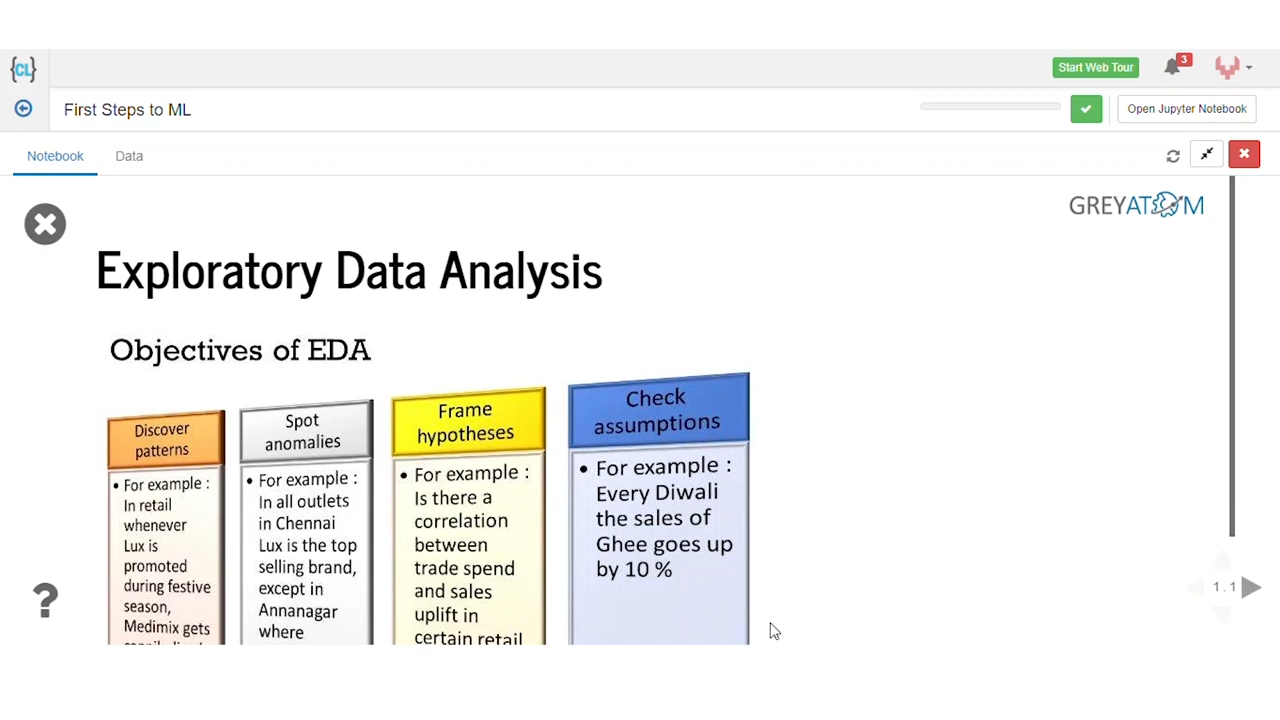 {CL}
Start Web Tour
3
First Steps to ML
Open Jupyter Notebook
Notebook
Data
GREYATOM
Exploratory Data Analysis
Objectives of EDA
Discover
patterns
• For example :
In retail
whenever
Lux is
promoted
during festive
season,
Medimix gets
Spot
anomalies
• For example :
In all outlets
in Chennai
Lux is the top
selling brand,
except in
Annanagar
where
Frame
hypotheses
• For example :
Is there a
correlation
between
trade spend
and sales
uplift in
certain retail
Check
assumptions
• For example :
Every Diwali
the sales of
Ghee goes up
by 10 %
?
1.1